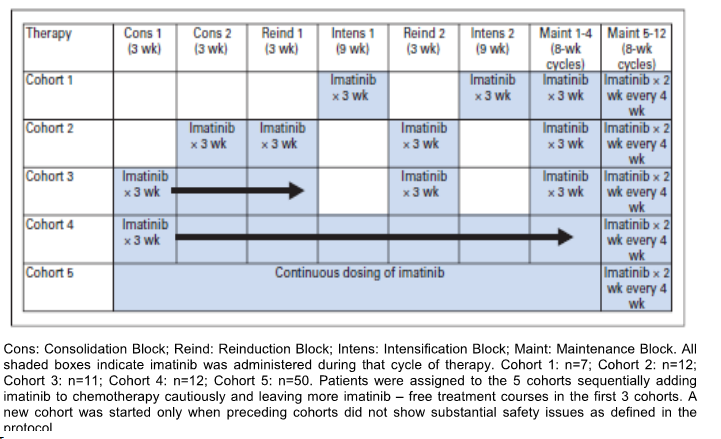 Therapy Cons 1 Cons 2 Reind 1 Intens 1 Reind 2 Intens 2 Maint 1-4 Maint 5-12
(3 wk) (3 wk) (3 wk) (9 wk) (3 wk) (9 wk) (8-wk (8-wk
cycles) cycles)
Cohort 1 Imatinib Imatinib Imatinib Imatinib × 2
× 3 wk × 3 wk × 3 wk wk every 4
wk
Cohort 2 Imatinib Imatinib Imatinib Imatinib Imatinib × 2
× 3 wk × 3 wk × 3 wk × 3 wk wk every 4
wk
Cohort 3 Imatinib Imatinib Imatinib Imatinib × 2
× 3 wk × 3 wk × 3 wk wk every 4
wk
Cohort 4 Imatinib Imatinib × 2
× 3 wk wk every 4
wk
Cohort 5 Continuous dosing of imatinib Imatinib × 2
wk every 4
wk
Cons: Consolidation Block; Reind: Reinduction Block; Intens: Intensification Block; Maint: Maintenance Block. All
shaded boxes indicate imatinib was administered during that cycle of therapy. Cohort 1: n=7; Cohort 2: n=12;
Cohort 3: n=11; Cohort 4: n=12; Cohort 5: n=50. Patients were assigned to the 5 cohorts sequentially adding
imatinib to chemotherapy cautiously and leaving more imatinib – free treatment courses in the first 3 cohorts. A
new cohort was started only when preceding cohorts did not show substantial safety issues as defined in the
protocol